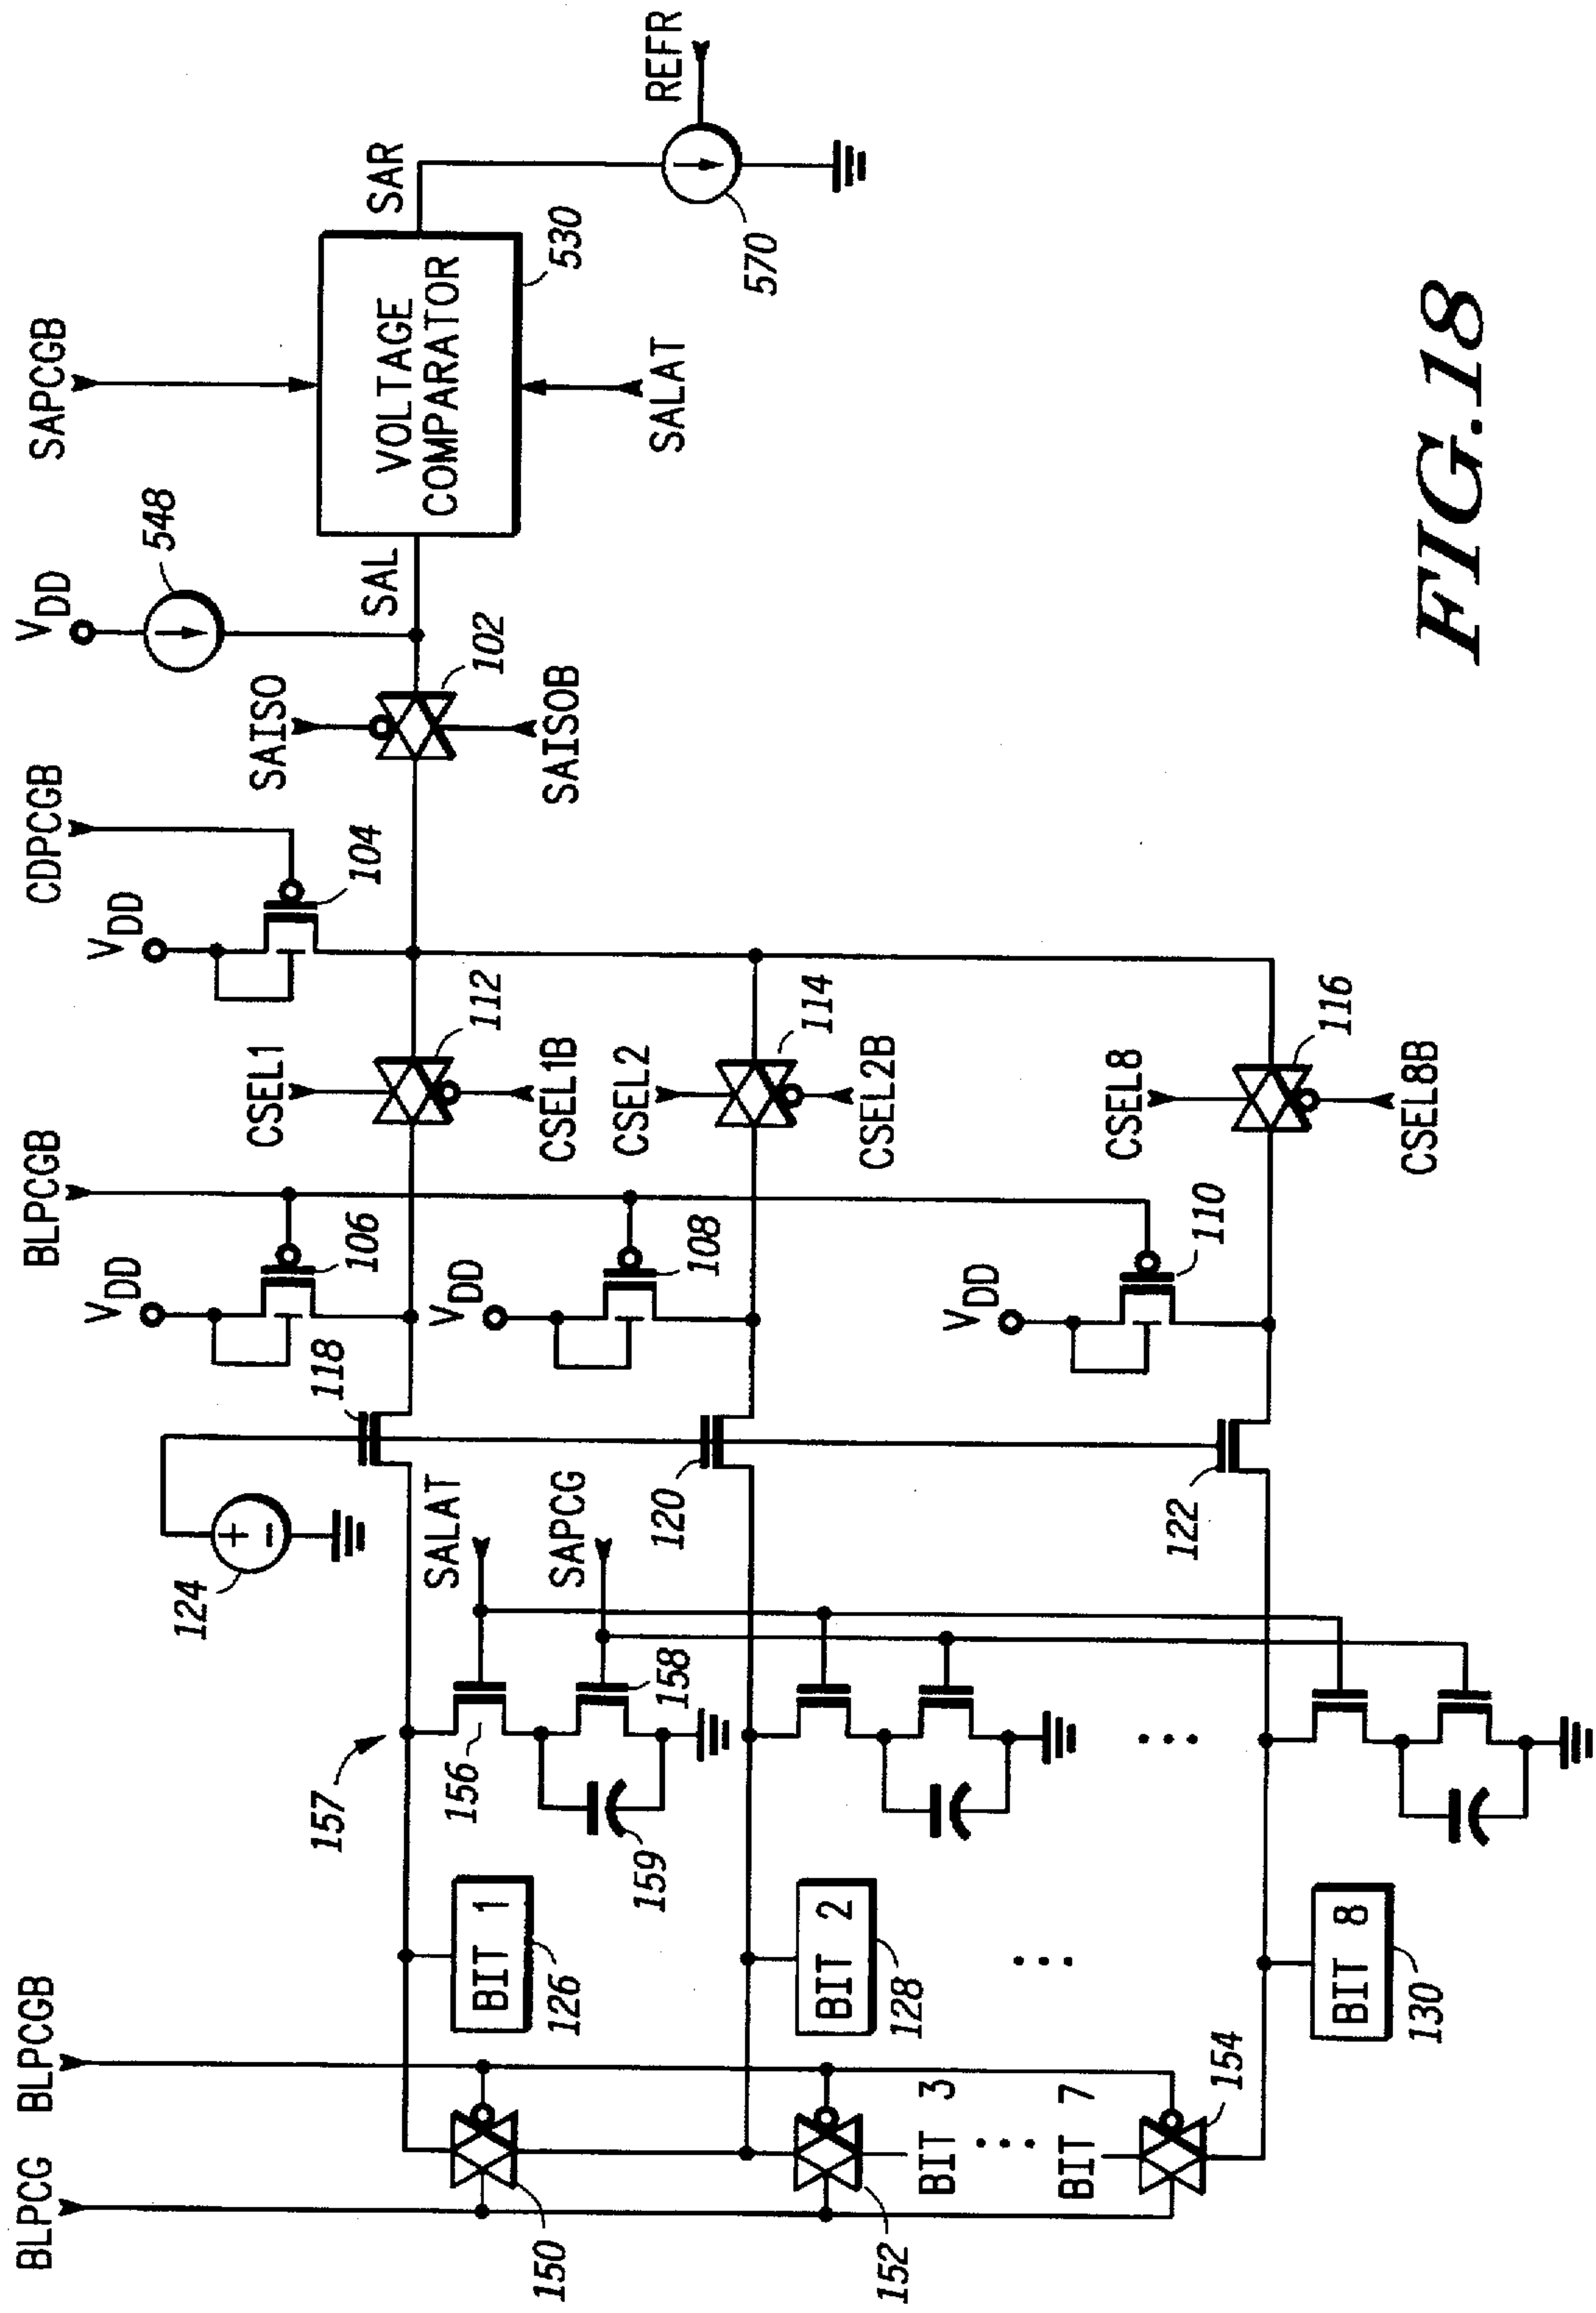 BLPCG
BLPCGB
BLPCGB
CDPCGB
VDD
SAPCGB
124
118
VDD
106
VDD
104
SAISO
548
SAR
REFR
157
SALAT
CSEL1
112
SAL
VOLTAGE
COMPARATOR
530
BIT 1
126
156
158
159
SAPCG
VDD
CSEL1B
SAISOB
102
SALAT
570
150
120
108
CSEL2
114
BIT 2
128
CSEL2B
152
BIT 3
BIT 7
154
BIT 8
130
122
VDD
110
CSEL8
116
CSEL8B
FIG.18